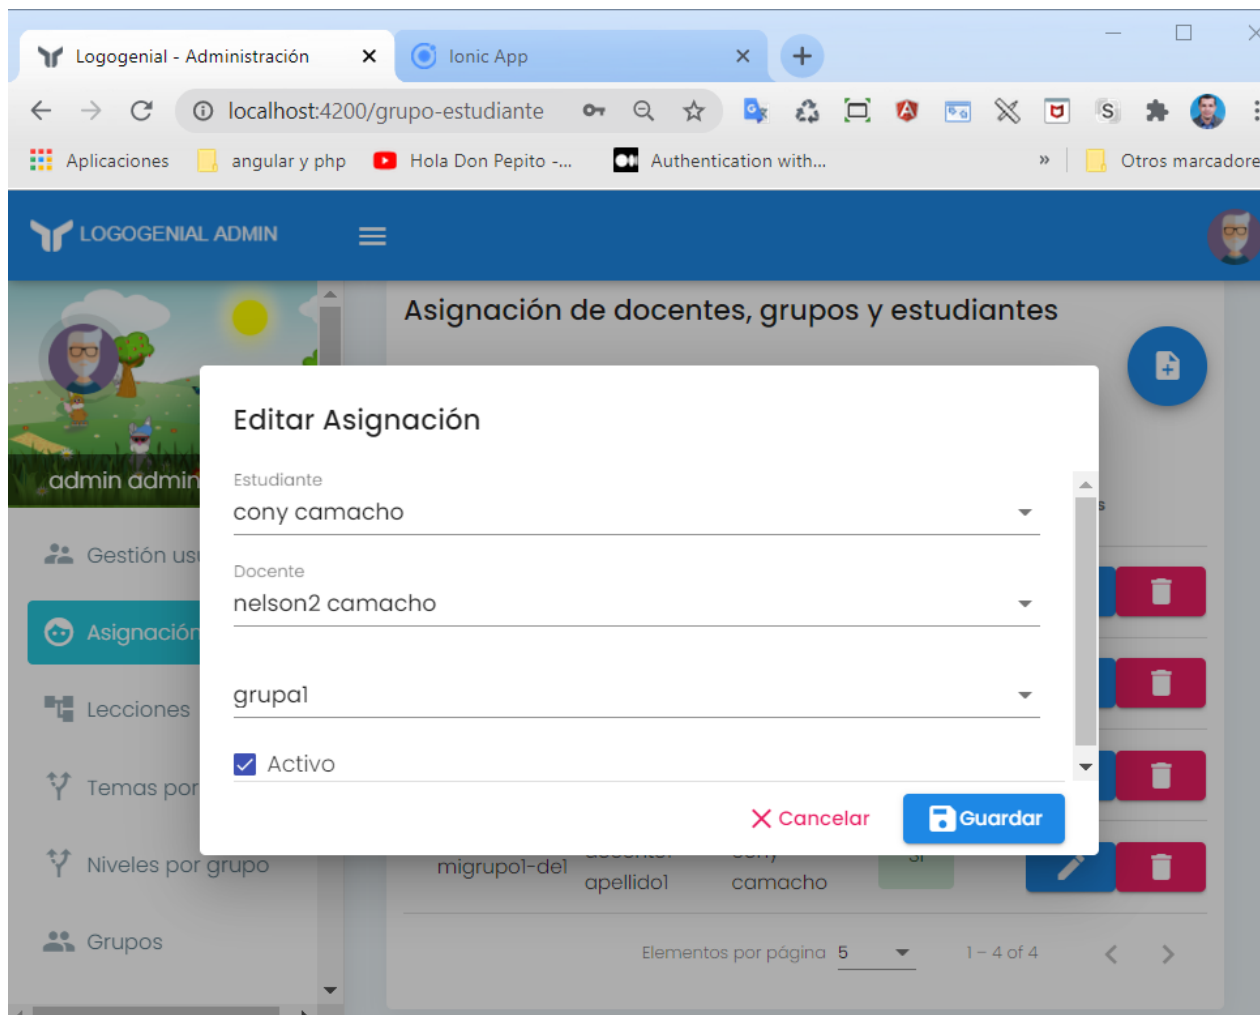 Logogenial - Administración
Ionic App
localhost:4200/grupo-estudiante
Aplicaciones
angular y php
Hola Don Pepito -...
Authentication with...
»
Otros marcadore
LOGOGENIAL ADMIN
Asignación de docentes, grupos y estudiantes
admin admin
Editar Asignación
Estudiante
cony camacho
Docente
nelson2 camacho
grupa1
Activo
Cancelar
Guardar
s
Gestión us
Asignación
Lecciones
Temas por
Niveles por grupo
Grupos
migrupo1-de1
apellido1
cony
camacho
Elementos por página 5
1 – 4 of 4